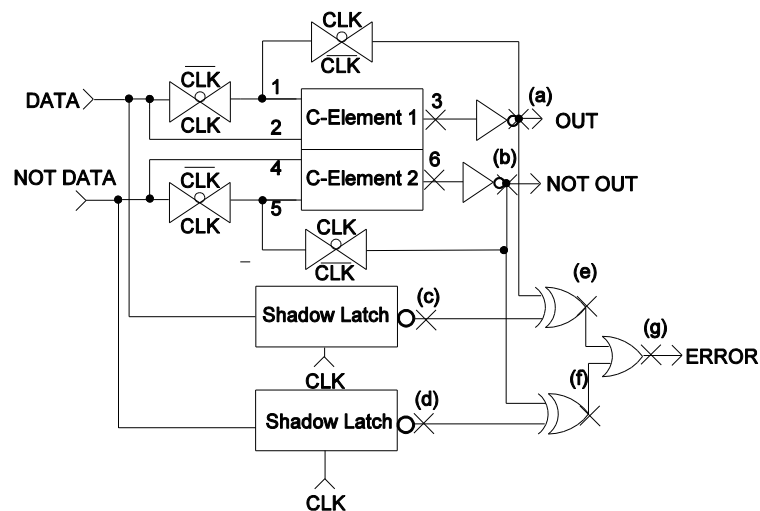 CLK
CLK
CLK
CLK
DATA
1
2
C-Element 1
3
(a)
OUT
NOT DATA
CLK
CLK
4
5
C-Element 2
6
(b)
NOT OUT
CLK
CLK
Shadow Latch
(c)
(e)
CLK
(g)
ERROR
Shadow Latch
(d)
(f)
CLK